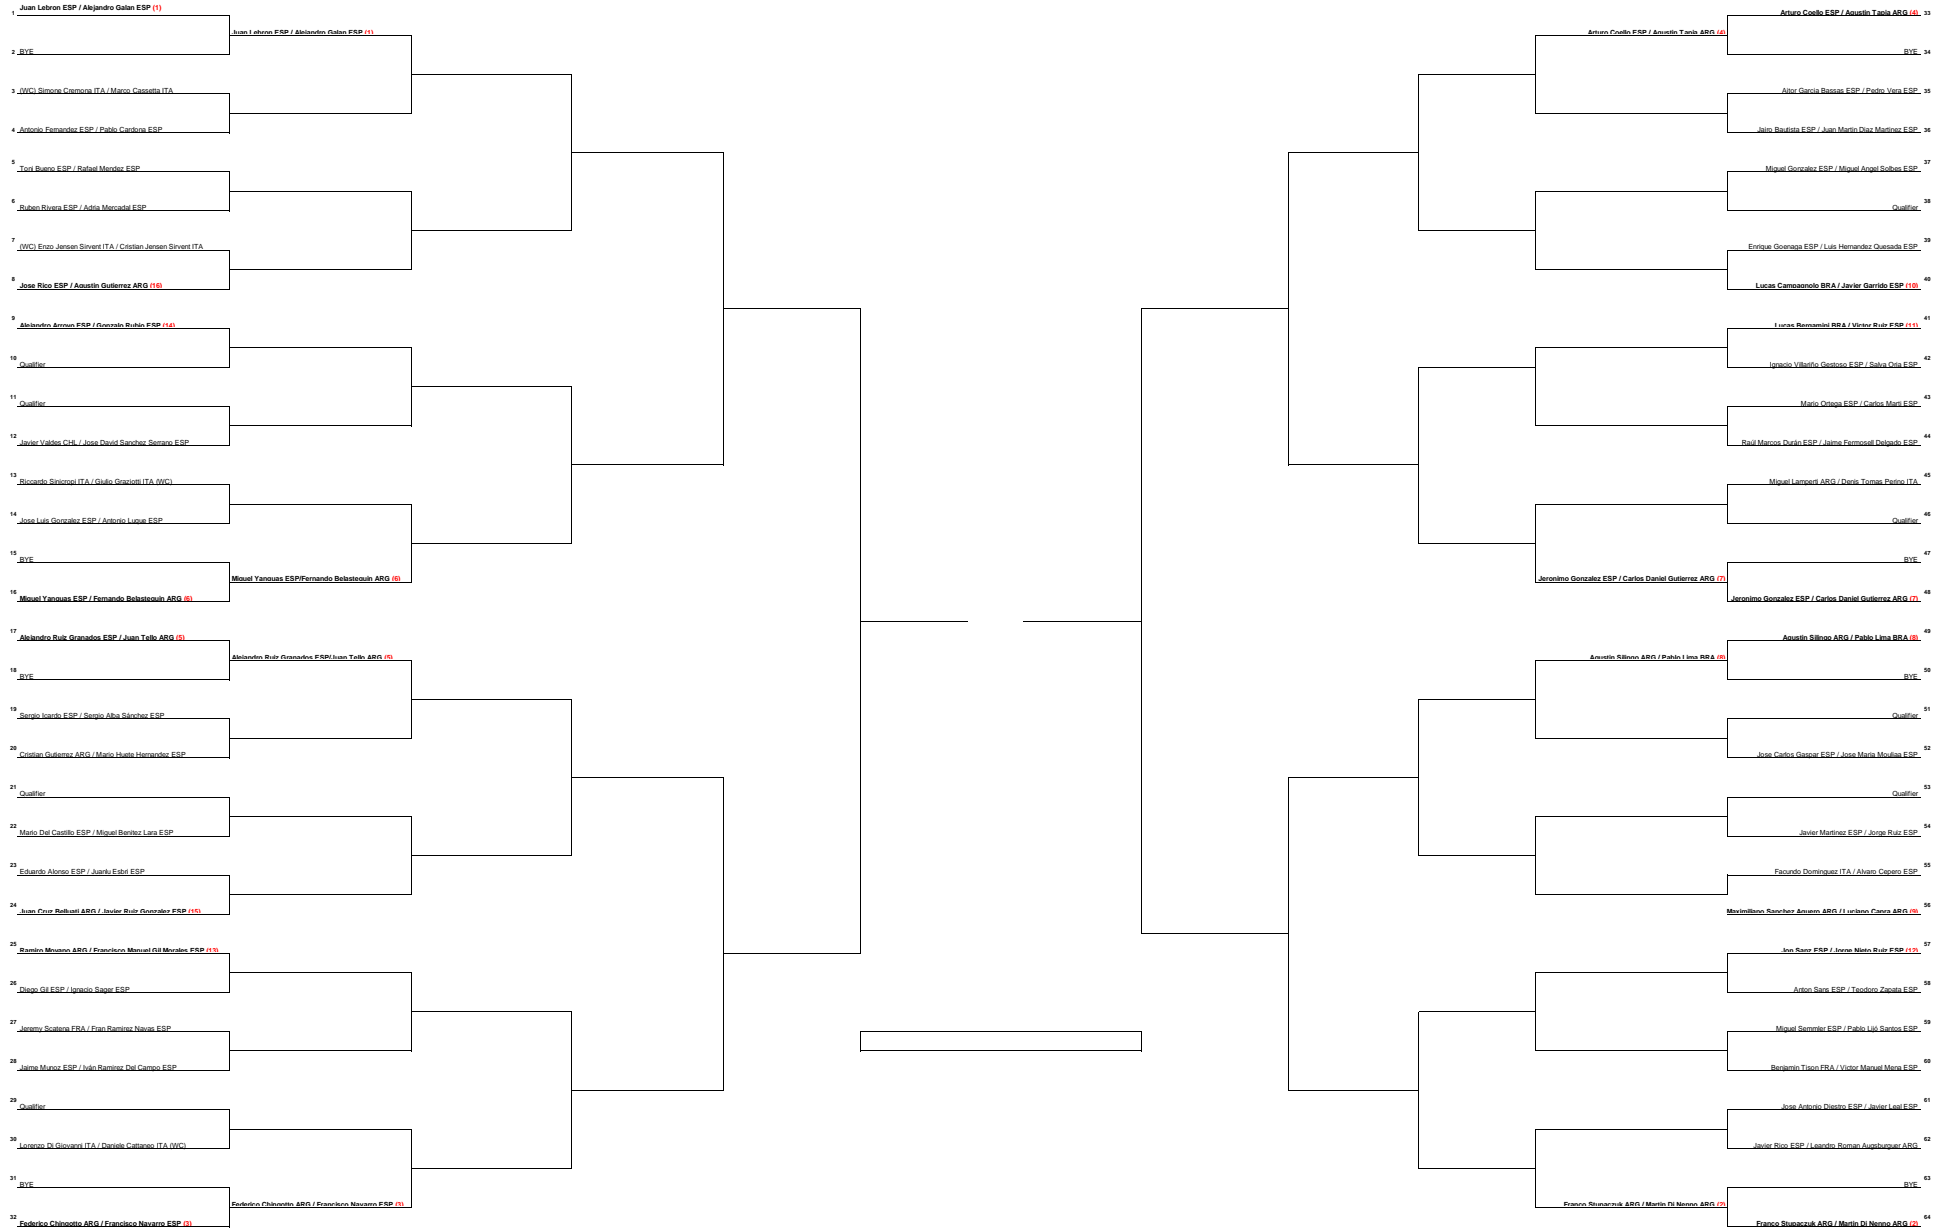 1 Juan Lebron ESP / Alejandro Galan ESP (1)
Juan Lebron ESP / Alejandro Galan ESP (1)
2 BYE
3 (WC) Simone Cremona ITA / Marco Cassetta ITA
4 Antonio Fernandez ESP / Pablo Cardona ESP
5 Toni Bueno ESP / Rafael Mendez ESP
6 Ruben Rivera ESP / Adria Mercadal ESP
7 (WC) Enzo Jensen Sirvent ITA / Cristian Jensen Sirvent ITA
8 Jose Rico ESP / Agustin Gutierrez ARG (16)
9 Alejandro Arroyo ESP / Gonzalo Rubio ESP (14)
10 Qualifier
11 Qualifier
12 Javier Valdes CHL / Jose David Sanchez Serrano ESP
13 Riccardo Sinicropi ITA / Giulio Graziotti ITA (WC)
14 Jose Luis Gonzalez ESP / Antonio Luque ESP
15 BYE
Miguel Yanguas ESP/Fernando Belasteguin ARG (6)
16 Miguel Yanguas ESP / Fernando Belasteguin ARG (6)
17 Alejandro Ruiz Granados ESP / Juan Tello ARG (5)
Alejandro Ruiz Granados ESP/Juan Tello ARG (5)
18 BYE
19 Sergio Icardo ESP / Sergio Alba Sánchez ESP
20 Cristian Gutierrez ARG / Mario Huete Hernandez ESP
21 Qualifier
22 Mario Del Castillo ESP / Miguel Benitez Lara ESP
23 Eduardo Alonso ESP / Juanlu Esbri ESP
24 Juan Cruz Belluati ARG / Javier Ruiz Gonzalez ESP (15)
25 Ramiro Moyano ARG / Francisco Manuel Gil Morales ESP (13)
26 Diego Gil ESP / Ignacio Sager ESP
27 Jeremy Scatena FRA / Fran Ramirez Navas ESP
28 Jaime Munoz ESP / Iván Ramirez Del Campo ESP
29 Qualifier
30 Lorenzo Di Giovanni ITA / Daniele Cattaneo ITA (WC)
31 BYE
Federico Chingotto ARG / Francisco Navarro ESP (3)
32 Federico Chingotto ARG / Francisco Navarro ESP (3)
Arturo Coello ESP / Agustin Tapia ARG (4) 33
Arturo Coello ESP / Agustin Tapia ARG (4)
BYE 34
Aitor Garcia Bassas ESP / Pedro Vera ESP 35
Jairo Bautista ESP / Juan Martin Diaz Martinez ESP 36
Miguel Gonzalez ESP / Miguel Angel Solbes ESP 37
Qualifier 38
Enrique Goenaga ESP / Luis Hernandez Quesada ESP 39
Lucas Campagnolo BRA / Javier Garrido ESP (10) 40
Lucas Bergamini BRA / Victor Ruiz ESP (11) 41
Ignacio Villariño Gestoso ESP / Salva Oria ESP 42
Mario Ortega ESP / Carlos Marti ESP 43
Raúl Marcos Durán ESP / Jaime Fermosell Delgado ESP 44
Miguel Lamperti ARG / Denis Tomas Perino ITA 45
Qualifier 46
BYE 47
Jeronimo Gonzalez ESP / Carlos Daniel Gutierrez ARG (7)
Jeronimo Gonzalez ESP / Carlos Daniel Gutierrez ARG (7) 48
Agustin Silingo ARG / Pablo Lima BRA (8) 49
Agustin Silingo ARG / Pablo Lima BRA (8)
BYE 50
Qualifier 51
Jose Carlos Gaspar ESP / Jose Maria Mouliaa ESP 52
Qualifier 53
Javier Martinez ESP / Jorge Ruiz ESP 54
Facundo Dominguez ITA / Alvaro Cepero ESP 55
Maximiliano Sanchez Aguero ARG / Luciano Capra ARG (9) 56
Jon Sanz ESP / Jorge Nieto Ruiz ESP (12) 57
Anton Sans ESP / Teodoro Zapata ESP 58
Miguel Semmler ESP / Pablo Lijó Santos ESP 59
Benjamin Tison FRA / Victor Manuel Mena ESP 60
Jose Antonio Diestro ESP / Javier Leal ESP 61
Javier Rico ESP / Leandro Roman Augsburguer ARG 62
BYE 63
Franco Stupaczuk ARG / Martin Di Nenno ARG (2)
Franco Stupaczuk ARG / Martin Di Nenno ARG (2) 64